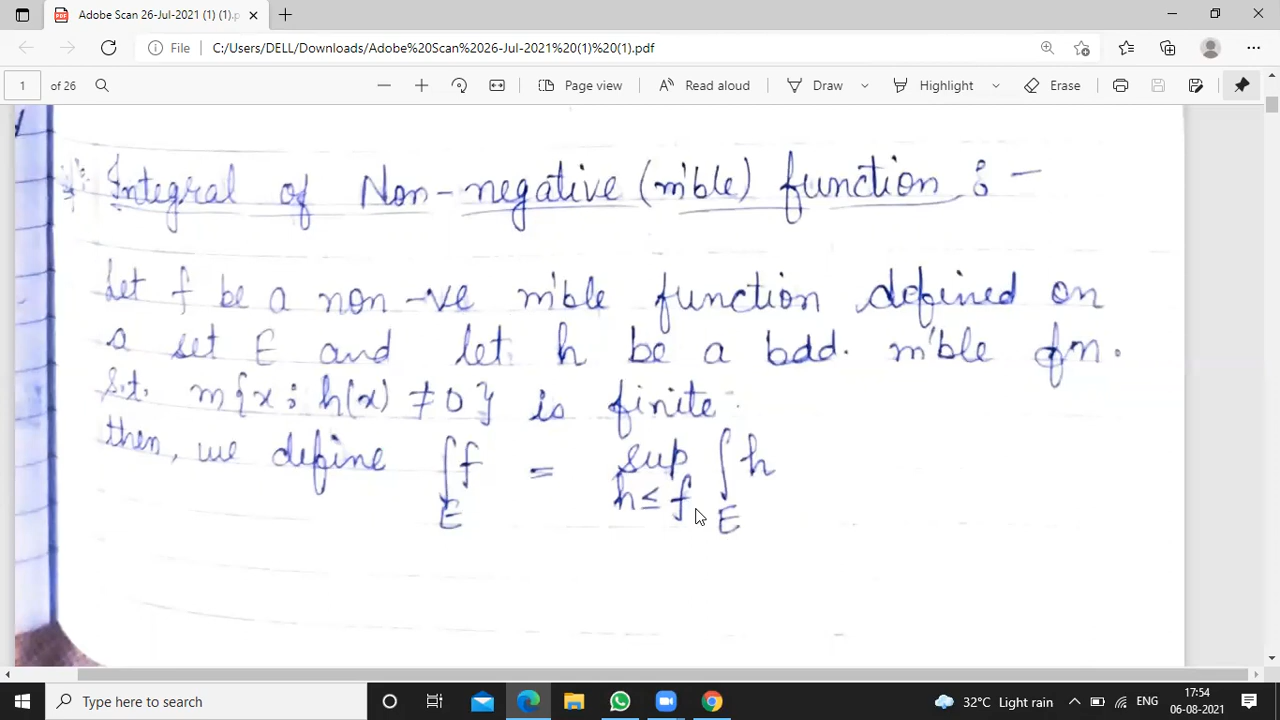 Adobe Scan 26-Jul-2021 (1) (1).p
File C:/Users/DELL/Downloads/Adobe%20Scan%2026-Jul-2021%20(1)%20(1).pdf
1 of 26 Page view Read aloud Draw Highlight Erase
Integral of Non-negative (m'ble) function :-
Let f be a non-ve m'ble function defined on
a set E and let h be a bdd. m'ble fn.
S.t. m{x : h(x) ≠ 0} is finite.
then, we define ∫_E f = sup_{h≤f} ∫_E h
Type here to search 32°C Light rain ENG 17:54
06-08-2021